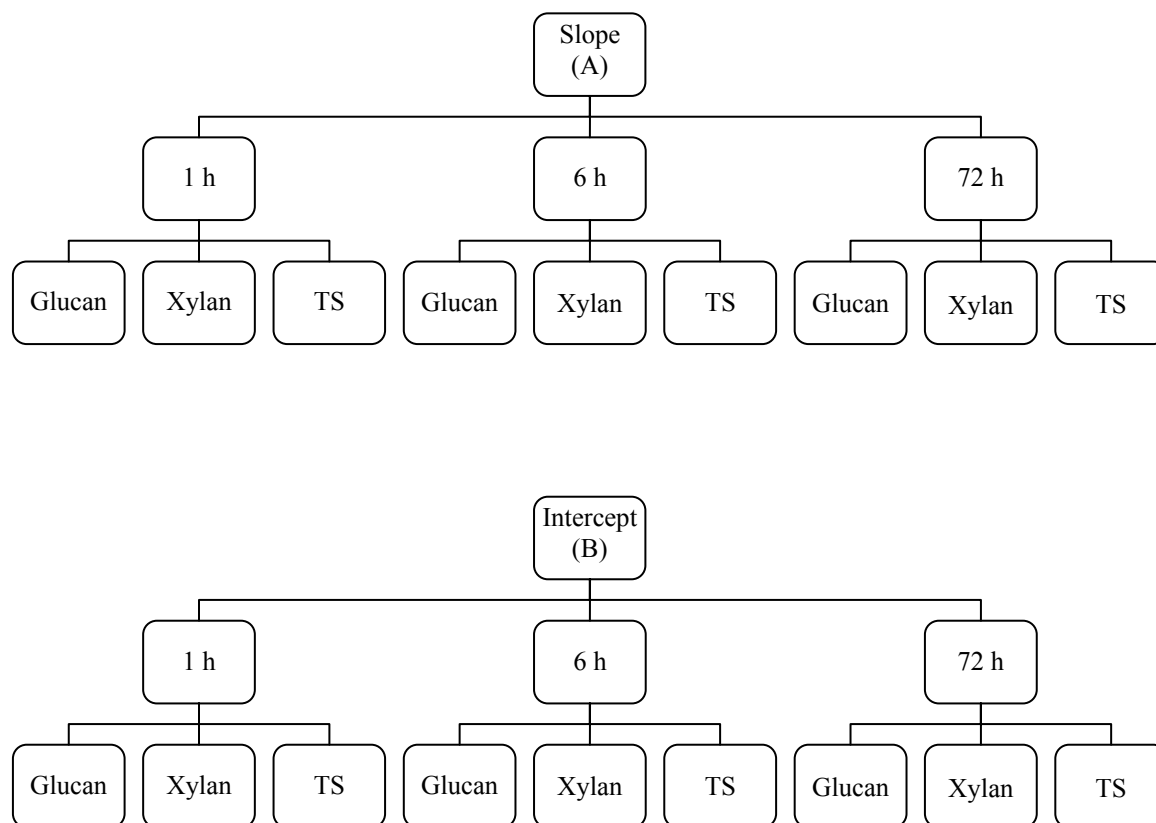 Slope
(A)
1 h
6 h
72 h
Glucan
Xylan
TS
Glucan
Xylan
TS
Glucan
Xylan
TS
Intercept
(B)
1 h
6 h
72 h
Glucan
Xylan
TS
Glucan
Xylan
TS
Glucan
Xylan
TS